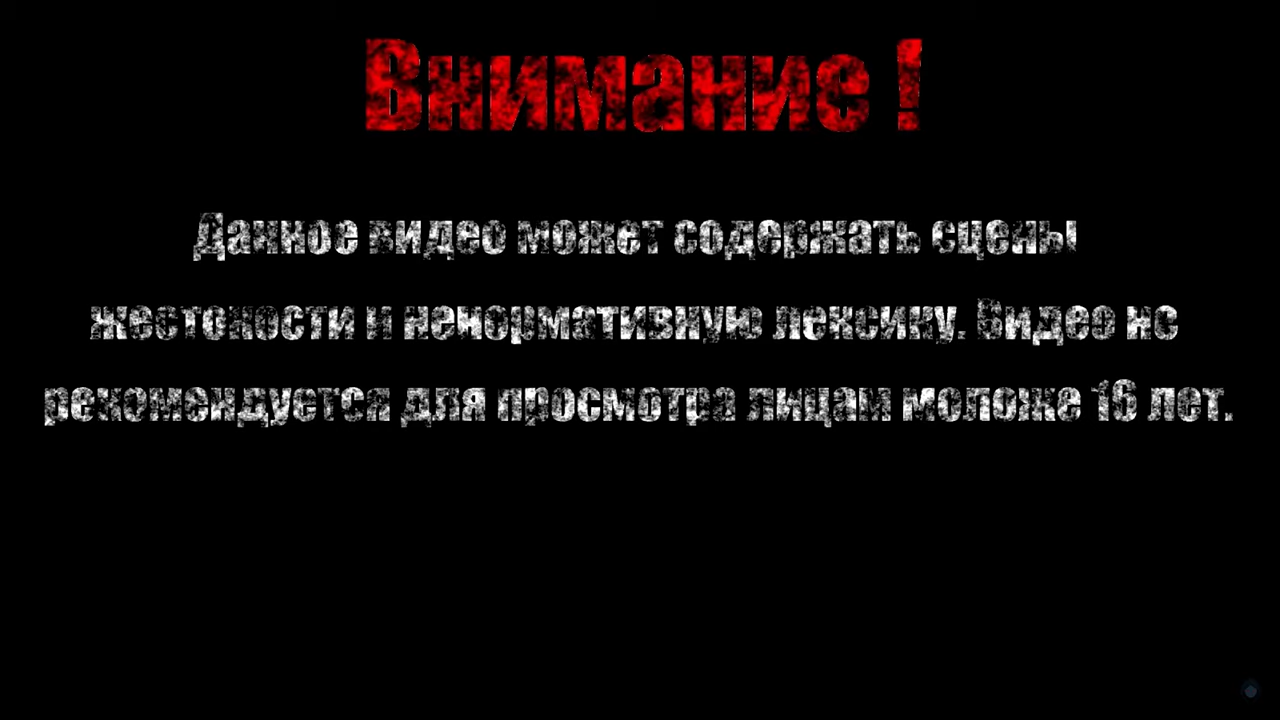 Внимание !
Данное видео может содержать сцены
жестокости и ненормативную лексику. Видео не
рекомендуется для просмотра лицам моложе 16 лет.